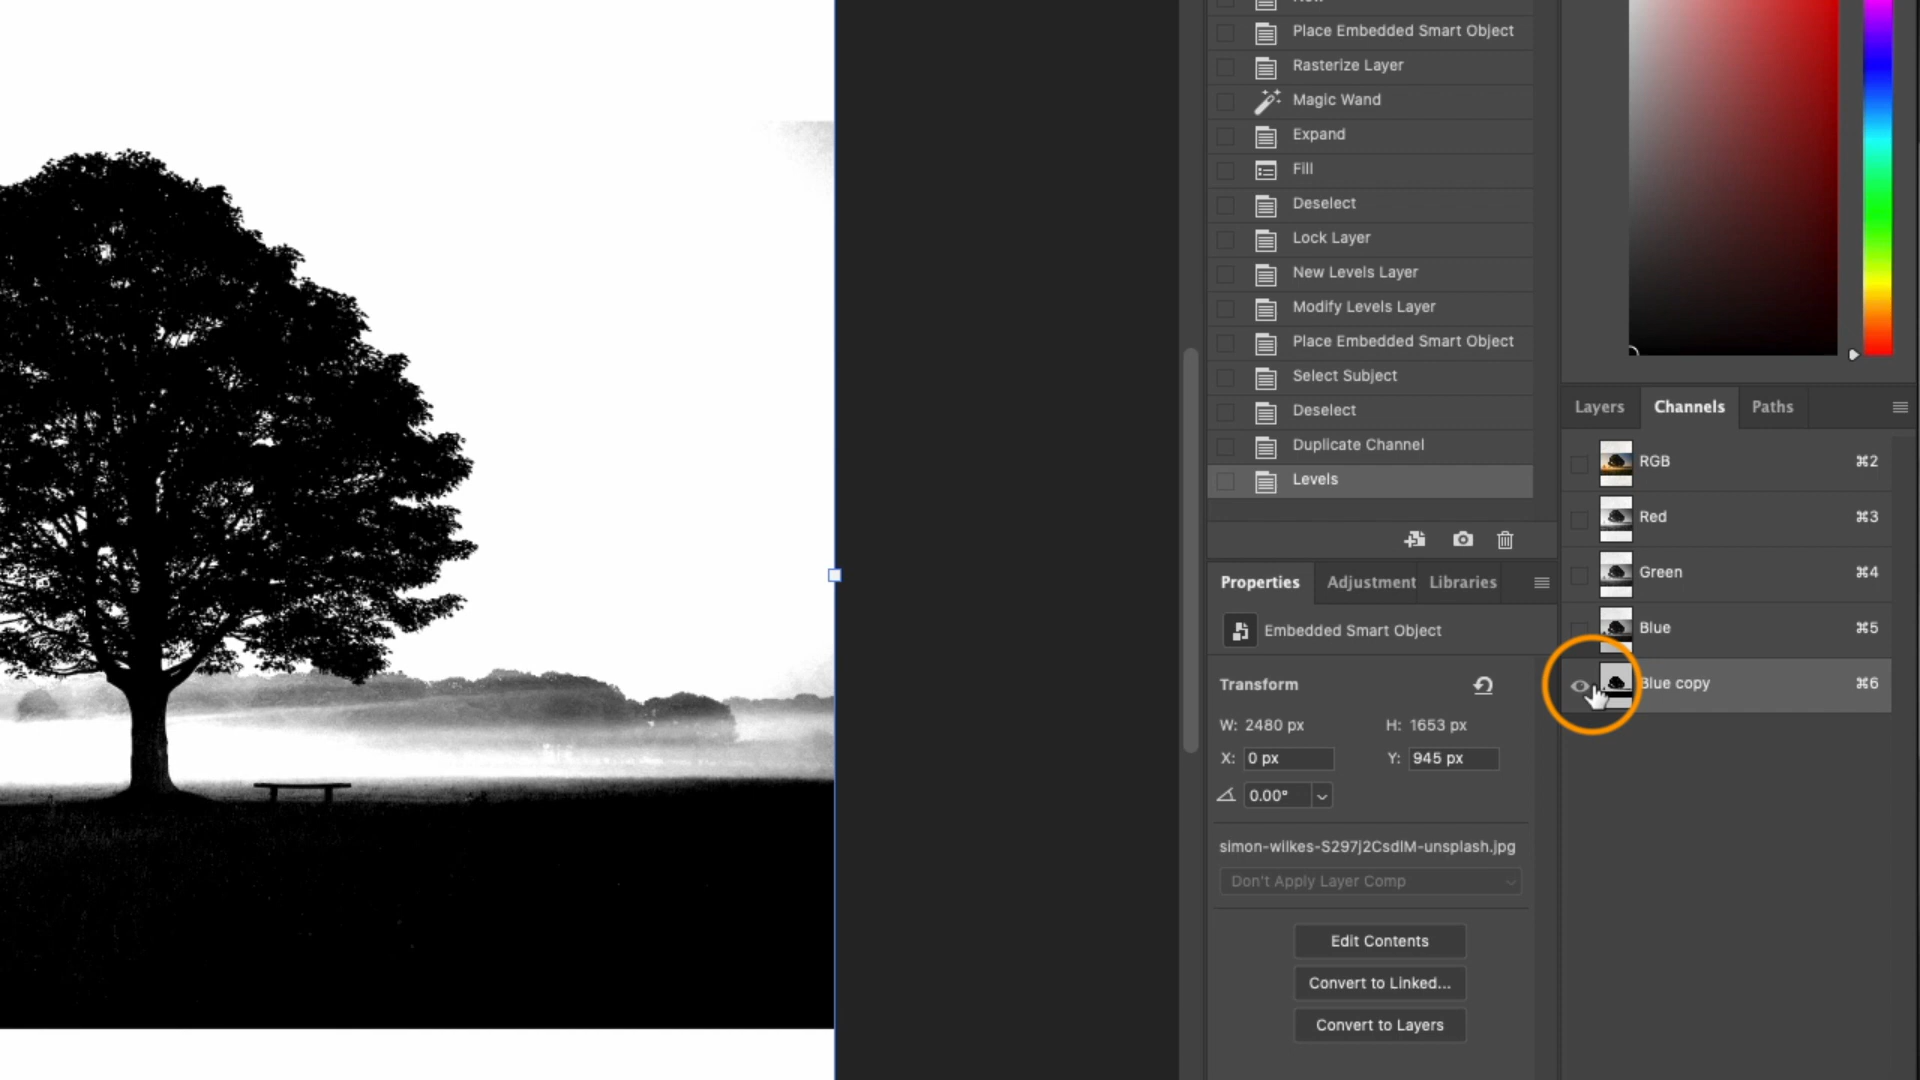 Place Embedded Smart Object
Rasterize Layer
Magic Wand
Expand
Fill
Deselect
Lock Layer
New Levels Layer
Modify Levels Layer
Place Embedded Smart Object
Select Subject
Deselect
Duplicate Channel
Levels
Properties Adjustment Libraries
Embedded Smart Object
Transform
W: 2480 px H: 1653 px
X: 0 px Y: 945 px
0.00°
simon-wilkes-S297j2CsdlM-unsplash.jpg
Don't Apply Layer Comp
Edit Contents
Convert to Linked...
Convert to Layers
Layers Channels Paths
RGB ⌘2
Red ⌘3
Green ⌘4
Blue ⌘5
Blue copy ⌘6